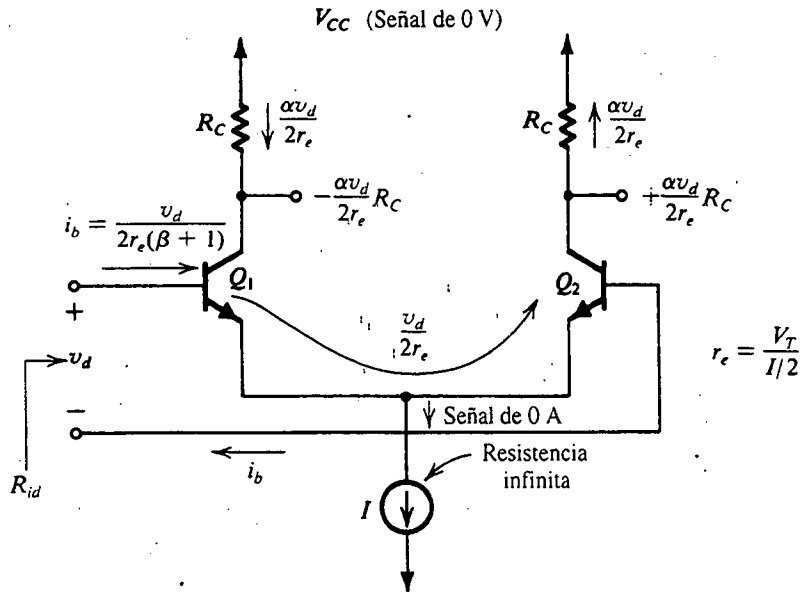 V_CC (Señal de 0 V)
R_C ↓ αv_d / 2r_e
R_C ↑ αv_d / 2r_e
− αv_d / 2r_e R_C
+ αv_d / 2r_e R_C
i_b = v_d / 2r_e(β + 1)
Q_1
Q_2
+
v_d / 2r_e
r_e = V_T / I/2
v_d
−
Señal de 0 A
i_b
Resistencia
infinita
R_id
I